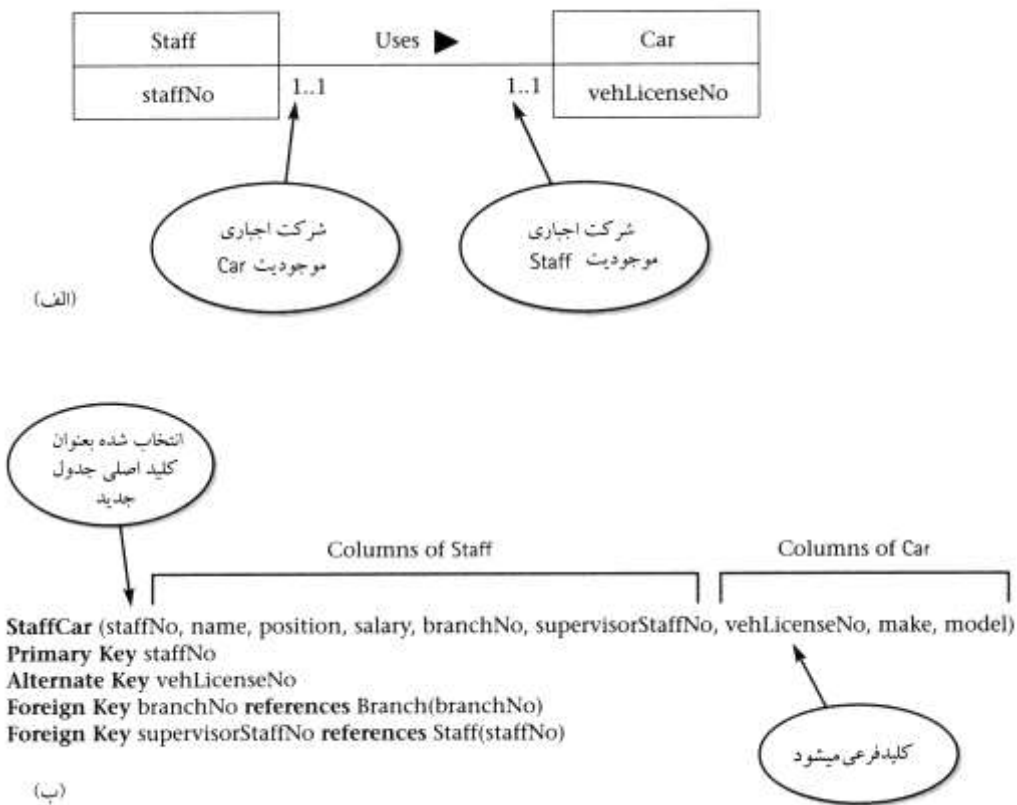 Staff Uses Car
staffNo 1..1 1..1 vehLicenseNo
شرکت اجباری
موجودیت Car
شرکت اجباری
موجودیت Staff
(الف)
انتخاب شده بعنوان
کلید اصلی جدول
جدید
Columns of Staff Columns of Car
StaffCar (staffNo, name, position, salary, branchNo, supervisorStaffNo, vehLicenseNo, make, model)
Primary Key staffNo
Alternate Key vehLicenseNo
Foreign Key branchNo references Branch(branchNo)
Foreign Key supervisorStaffNo references Staff(staffNo)
کلیدفرعی میشود
(ب)